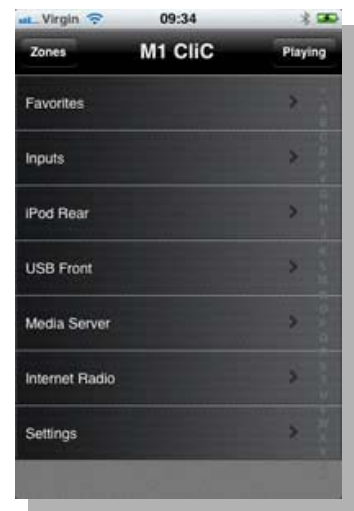 Virgin 09:34
Zones M1 CliC Playing
Favorites
Inputs
iPod Rear
USB Front
Media Server
Internet Radio
Settings